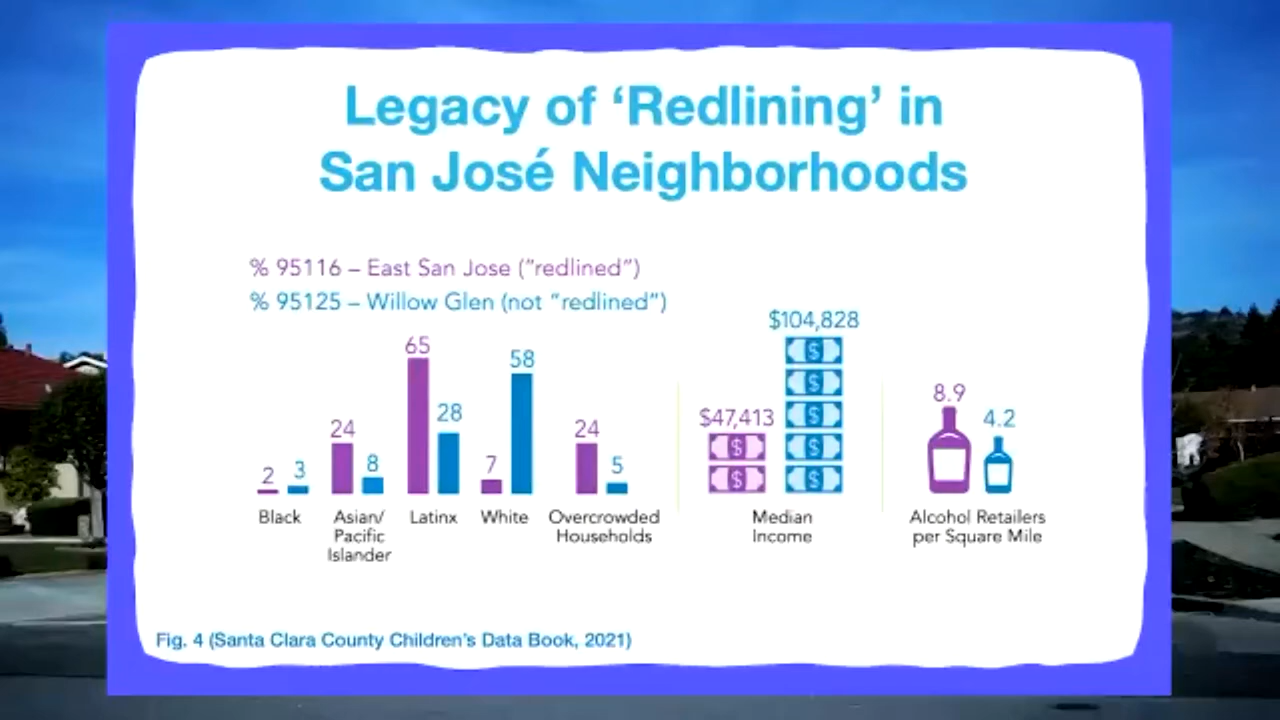 Legacy of ‘Redlining’ in
San José Neighborhoods
% 95116 – East San Jose (“redlined”)
% 95125 – Willow Glen (not “redlined”)
2
3
Black
24
8
Asian/
Pacific
Islander
65
28
Latinx
7
58
White
24
5
Overcrowded
Households
$47,413
$104,828
Median
Income
8.9
4.2
Alcohol Retailers
per Square Mile
Fig. 4 (Santa Clara County Children’s Data Book, 2021)